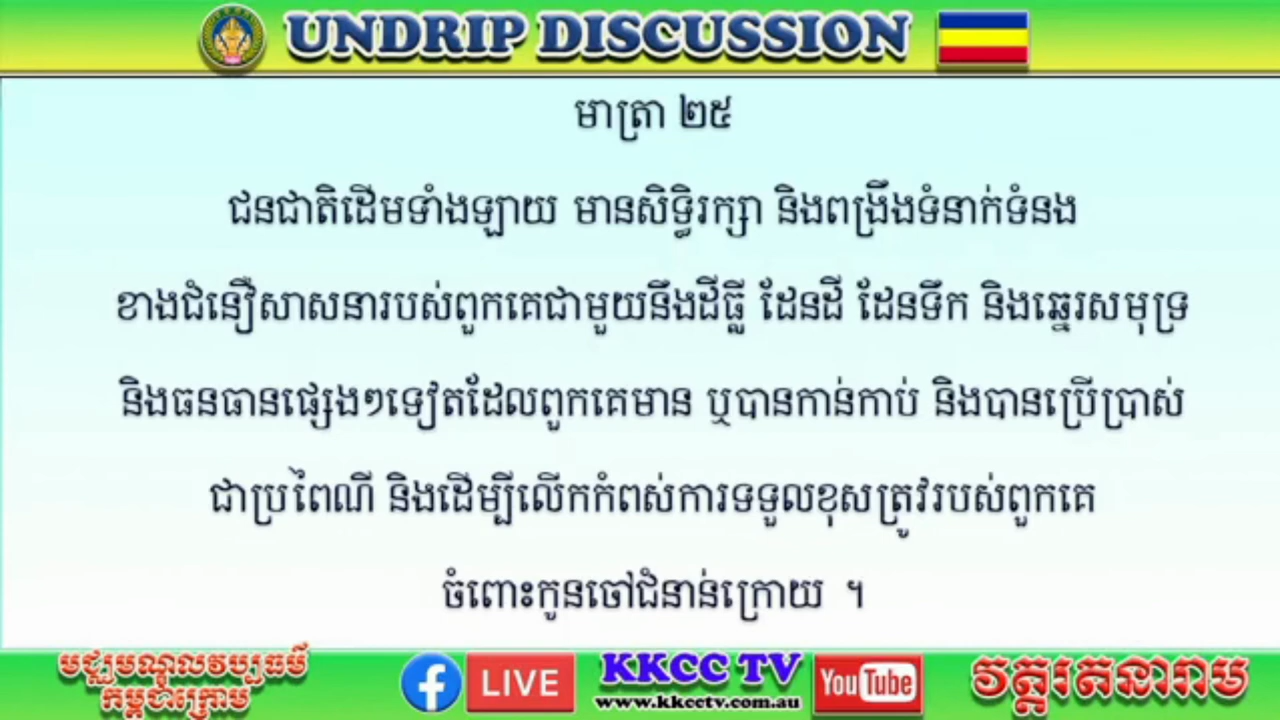 UNDRIP DISCUSSION
មាត្រា ២៥
ជនជាតិដើមទាំងឡាយ មានសិទ្ធិរក្សា និងពង្រឹងទំនាក់ទំនង
ខាងជំនឿសាសនារបស់ពួកគេជាមួយនឹងដីធ្លី ដែនដី ដែនទឹក និងឆ្នេរសមុទ្រ
និងធនធានផ្សេងៗទៀតដែលពួកគេមាន ឬបានកាន់កាប់ និងបានប្រើប្រាស់
ជាប្រពៃណី និងដើម្បីលើកកំពស់ការទទួលខុសត្រូវរបស់ពួកគេ
ចំពោះកូនចៅជំនាន់ក្រោយ ។
មជ្ឈមណ្ឌលវប្បធម៌
កម្ពុជាក្រោម
LIVE
KKCC TV
www.kkcctv.com.au
YouTube
វត្តរតនារាម